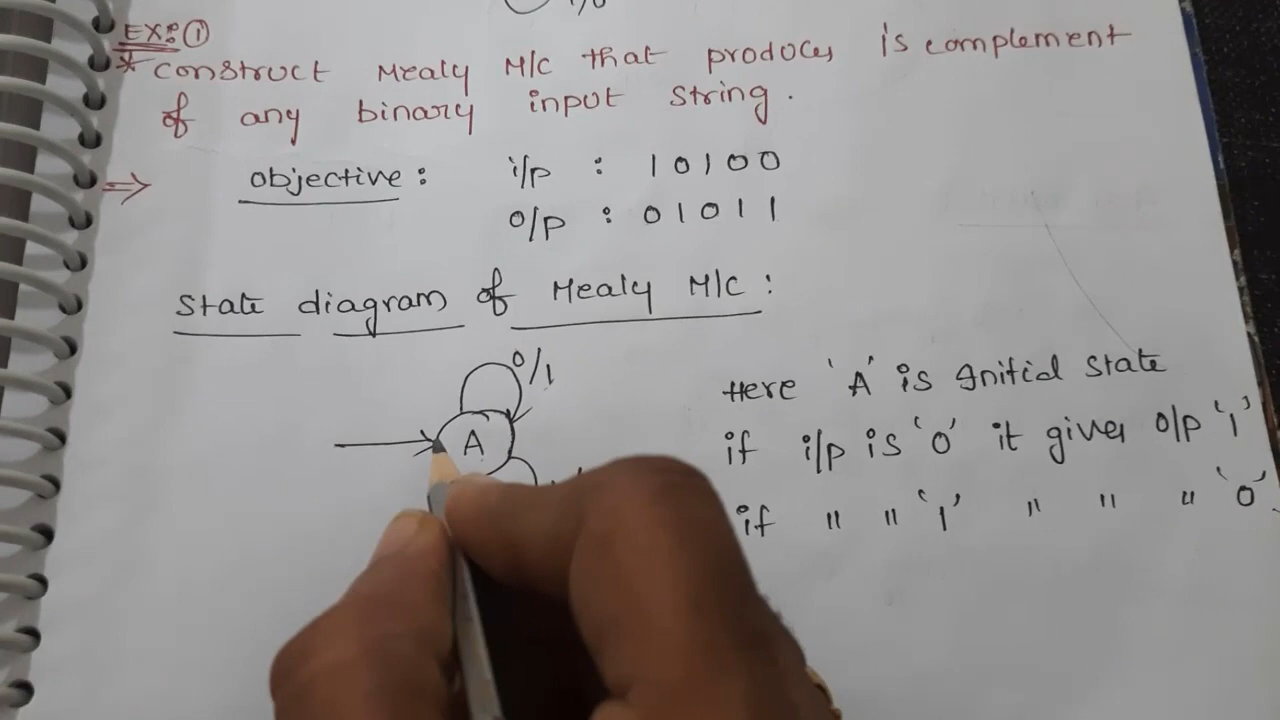 EX:①
* construct Mealy M/c that produces 1s complement
of any binary input string.
⇒ objective: i/p : 10100
o/p : 01011
State diagram of Mealy M/c :
0/1
A
Here 'A' is Initial state
if i/p is '0' it gives o/p '1'
if " " '1' " " " '0'